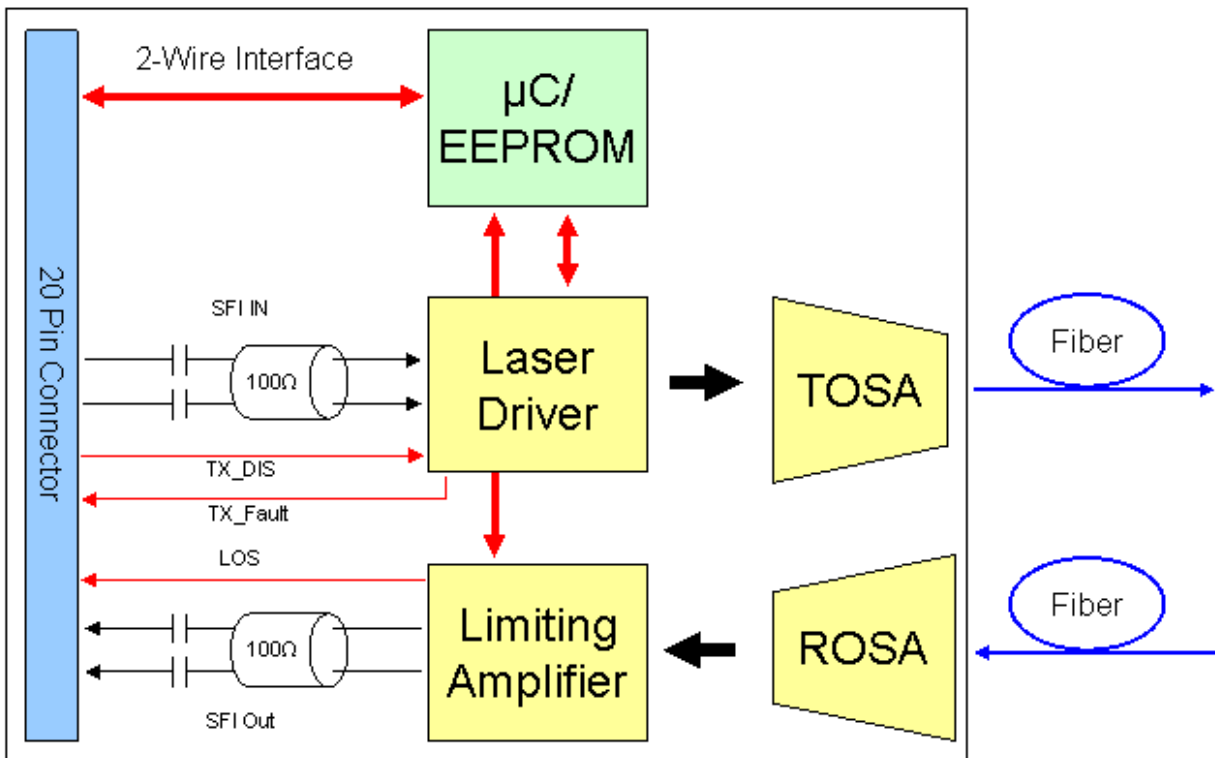 2-Wire Interface
µC/
EEPROM
20 Pin Connector
SFI IN
100Ω
Laser
Driver
TOSA
Fiber
TX_DIS
TX_Fault
LOS
100Ω
Limiting
Amplifier
ROSA
Fiber
SFI Out